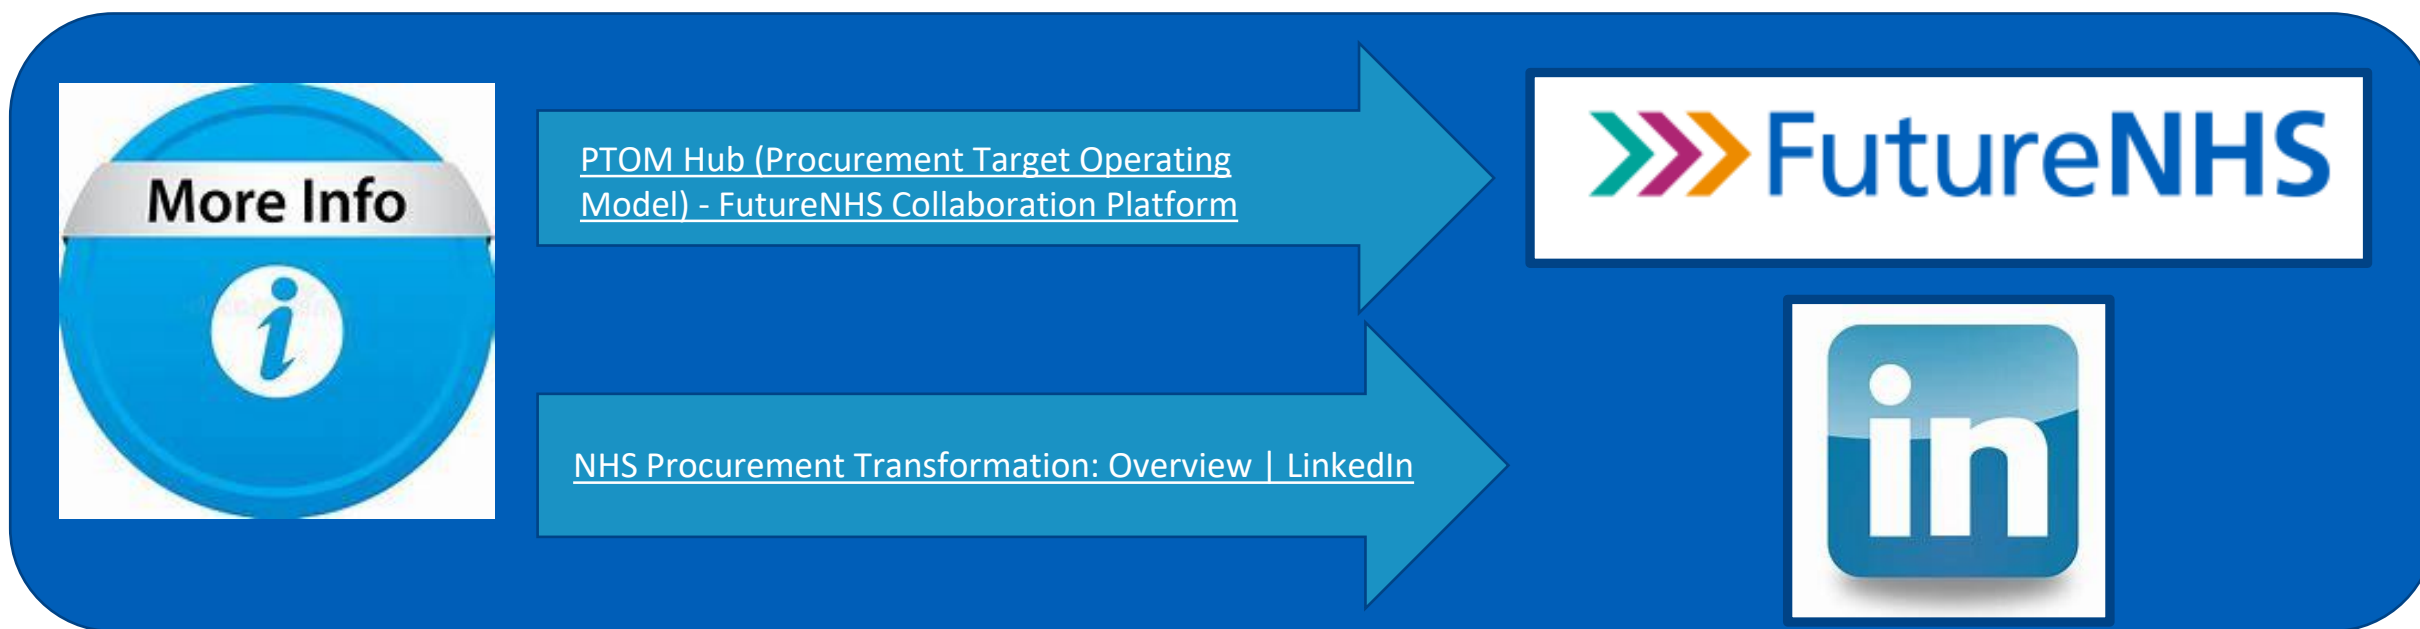 More Info
i
PTOM Hub (Procurement Target Operating
Model) - FutureNHS Collaboration Platform
FutureNHS
NHS Procurement Transformation: Overview | LinkedIn
in